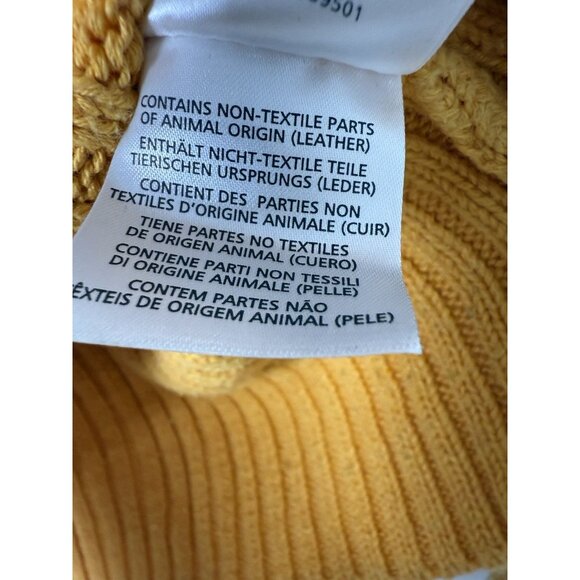 9501
CONTAINS NON-TEXTILE PARTS
OF ANIMAL ORIGIN (LEATHER)
ENTHÄLT NICHT-TEXTILE TEILE
TIERISCHEN URSPRUNGS (LEDER)
CONTIENT DES PARTIES NON
TEXTILES D'ORIGINE ANIMALE (CUIR)
TIENE PARTES NO TEXTILES
DE ORIGEN ANIMAL (CUERO)
CONTIENE PARTI NON TESSILI
DI ORIGINE ANIMALE (PELLE)
CONTEM PARTES NÃO
ÊXTEIS DE ORIGEM ANIMAL (PELE)